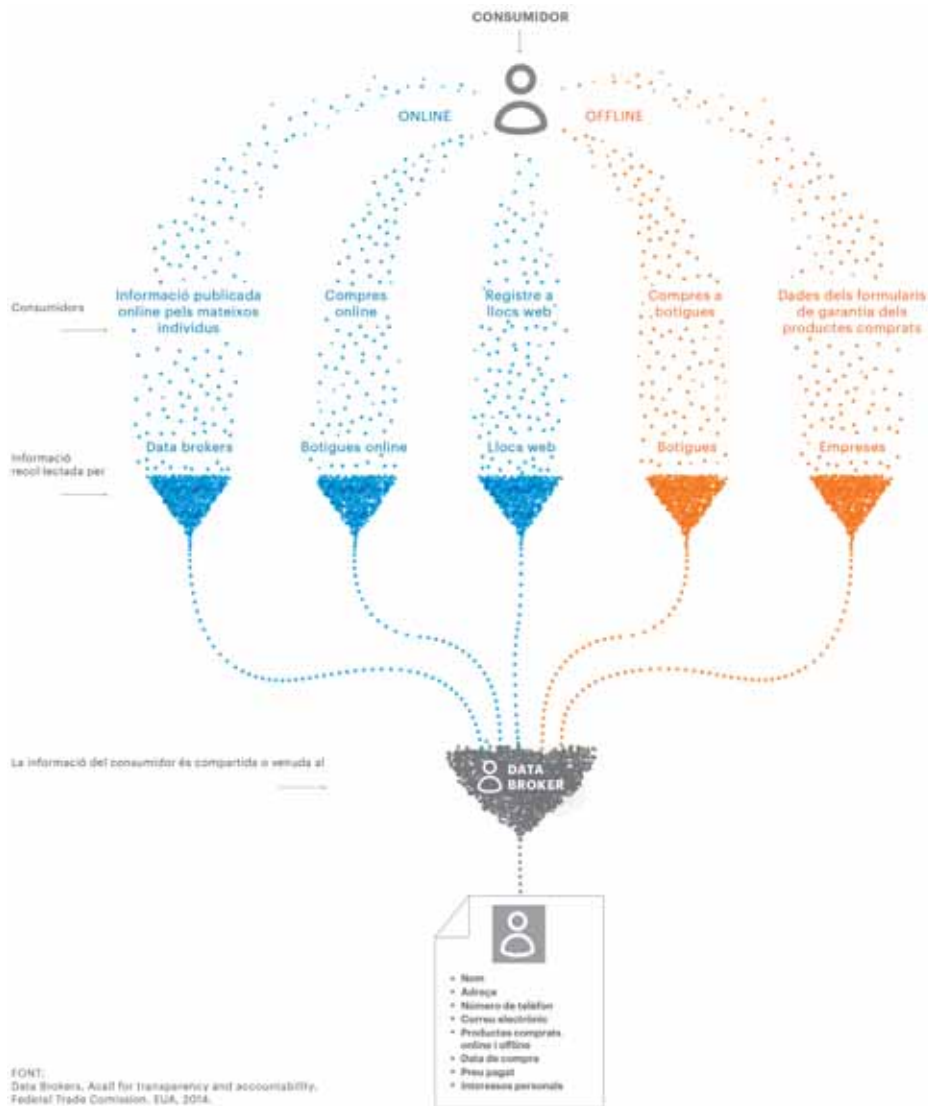 CONSUMIDOR
ONLINE
OFFLINE
Consumidors
Informació publicada
online pels mateixos
individus
Compres
online
Registre a
llocs web
Compres a
botigues
Dades dels formularis
de garantia dels
productes comprats
Informació
recol lectada per
Data brokers
Botigues online
Llocs web
Botigues
Empreses
La informació del consumidor és compartida o venuda al
DATA
BROKER
• Nom
• Adreça
• Número de telèfon
• Correu electrònic
• Productes comprats
online i offline
• Data de compra
• Preu pagat
• Interessos personals
FONT:
Data Brokers. Acall for transparency and accountability.
Federal Trade Comission. EUA, 2014.